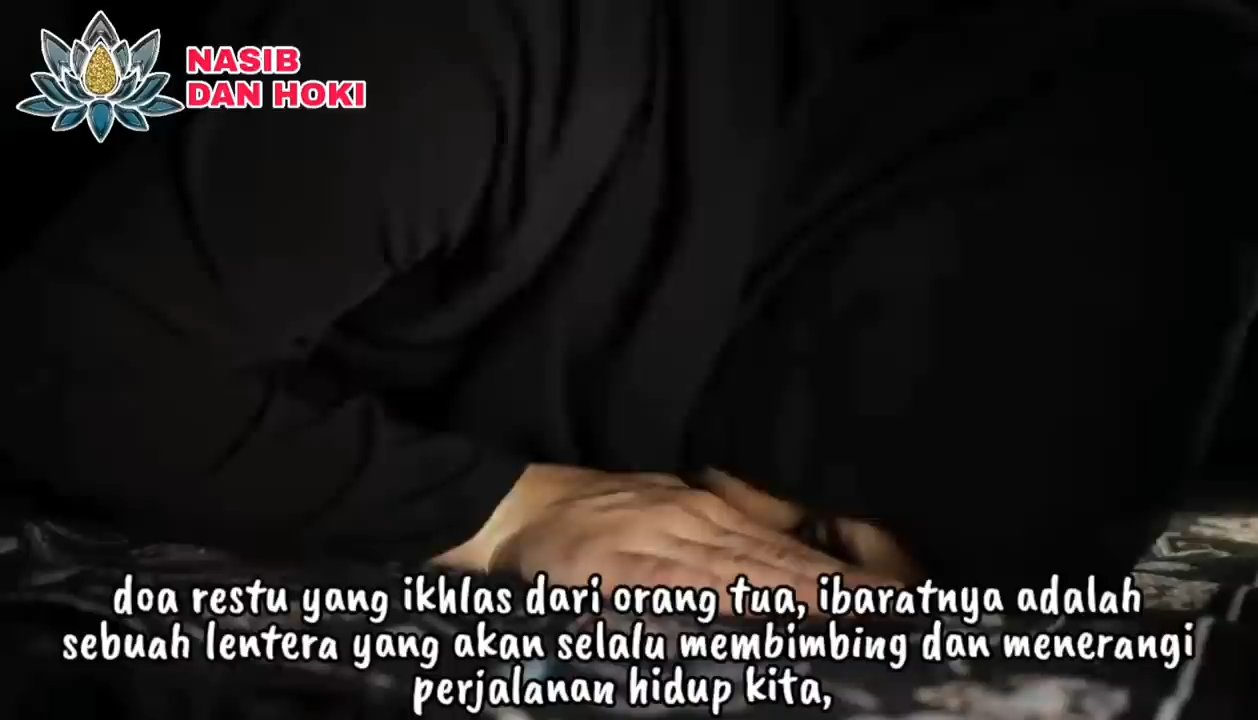 NASIB
DAN HOKI
doa restu yang ikhlas dari orang tua, ibaratnya adalah
sebuah lentera yang akan selalu membimbing dan menerangi
perjalanan hidup kita,